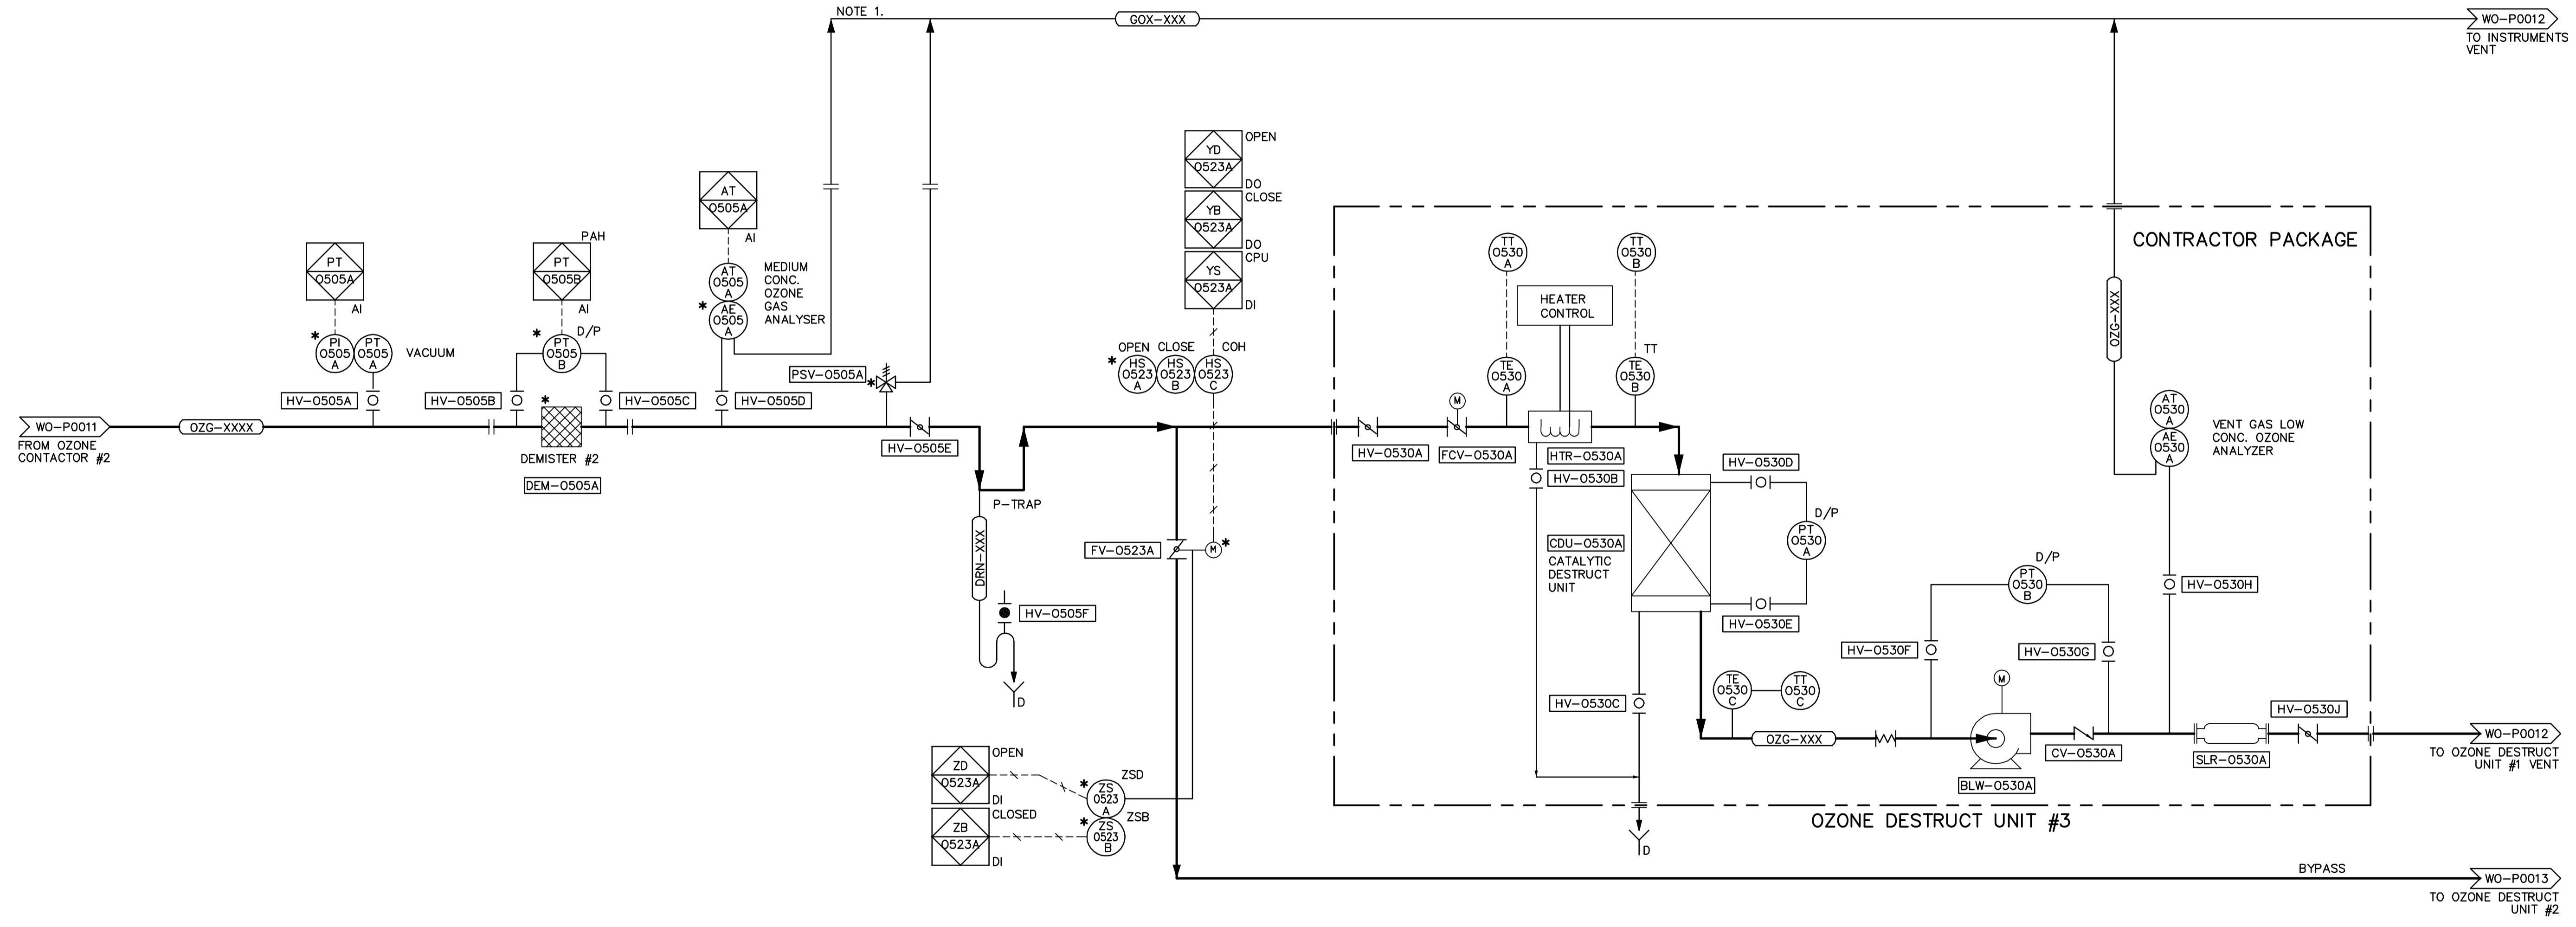 NOTE 1.
GOX-XXX
WO-P0012
TO INSTRUMENTS
VENT
OPEN
YD
0523A
DO
CLOSE
YB
0523A
DO
CPU
YS
0523A
DI
AT
0505A
AI
PAH
PT
0505A
AI
PT
0505B
AI
AT
0505
A
* AE
0505
A
MEDIUM
CONC.
OZONE
GAS
ANALYSER
* PI
0505
A
PT
0505
A
VACUUM
* D/P
PT
0505
B
PSV-0505A
*
OPEN CLOSE COH
* HS
0523
A
HS
0523
B
HS
0523
C
HV-0505A
HV-0505B
*
HV-0505C
HV-0505D
WO-P0011
FROM OZONE
CONTACTOR #2
OZG-XXXX
DEMISTER #2
DEM-0505A
HV-0505E
P-TRAP
DRN-XXX
HV-0505F
D
FV-0523A
M *
OPEN
ZD
0523A
DI
CLOSED
ZB
0523A
DI
ZSD
* ZS
0523
A
ZSB
* ZS
0523
B
CONTRACTOR PACKAGE
TT
0530
A
TT
0530
B
HEATER
CONTROL
TE
0530
A
TT
TE
0530
B
M
HV-0530A
FCV-0530A
HTR-0530A
HV-0530B
HV-0530D
D/P
PT
0530
A
CDU-0530A
CATALYTIC
DESTRUCT
UNIT
HV-0530E
HV-0530C
D
TE
0530
C
TT
0530
C
OZG-XXX
HV-0530F
D/P
PT
0530
B
HV-0530G
M
BLW-0530A
CV-0530A
OZG-XXX
AT
0530
A
AE
0530
A
VENT GAS LOW
CONC. OZONE
ANALYZER
HV-0530H
SLR-0530A
HV-0530J
WO-P0012
TO OZONE DESTRUCT
UNIT #1 VENT
OZONE DESTRUCT UNIT #3
BYPASS
WO-P0013
TO OZONE DESTRUCT
UNIT #2